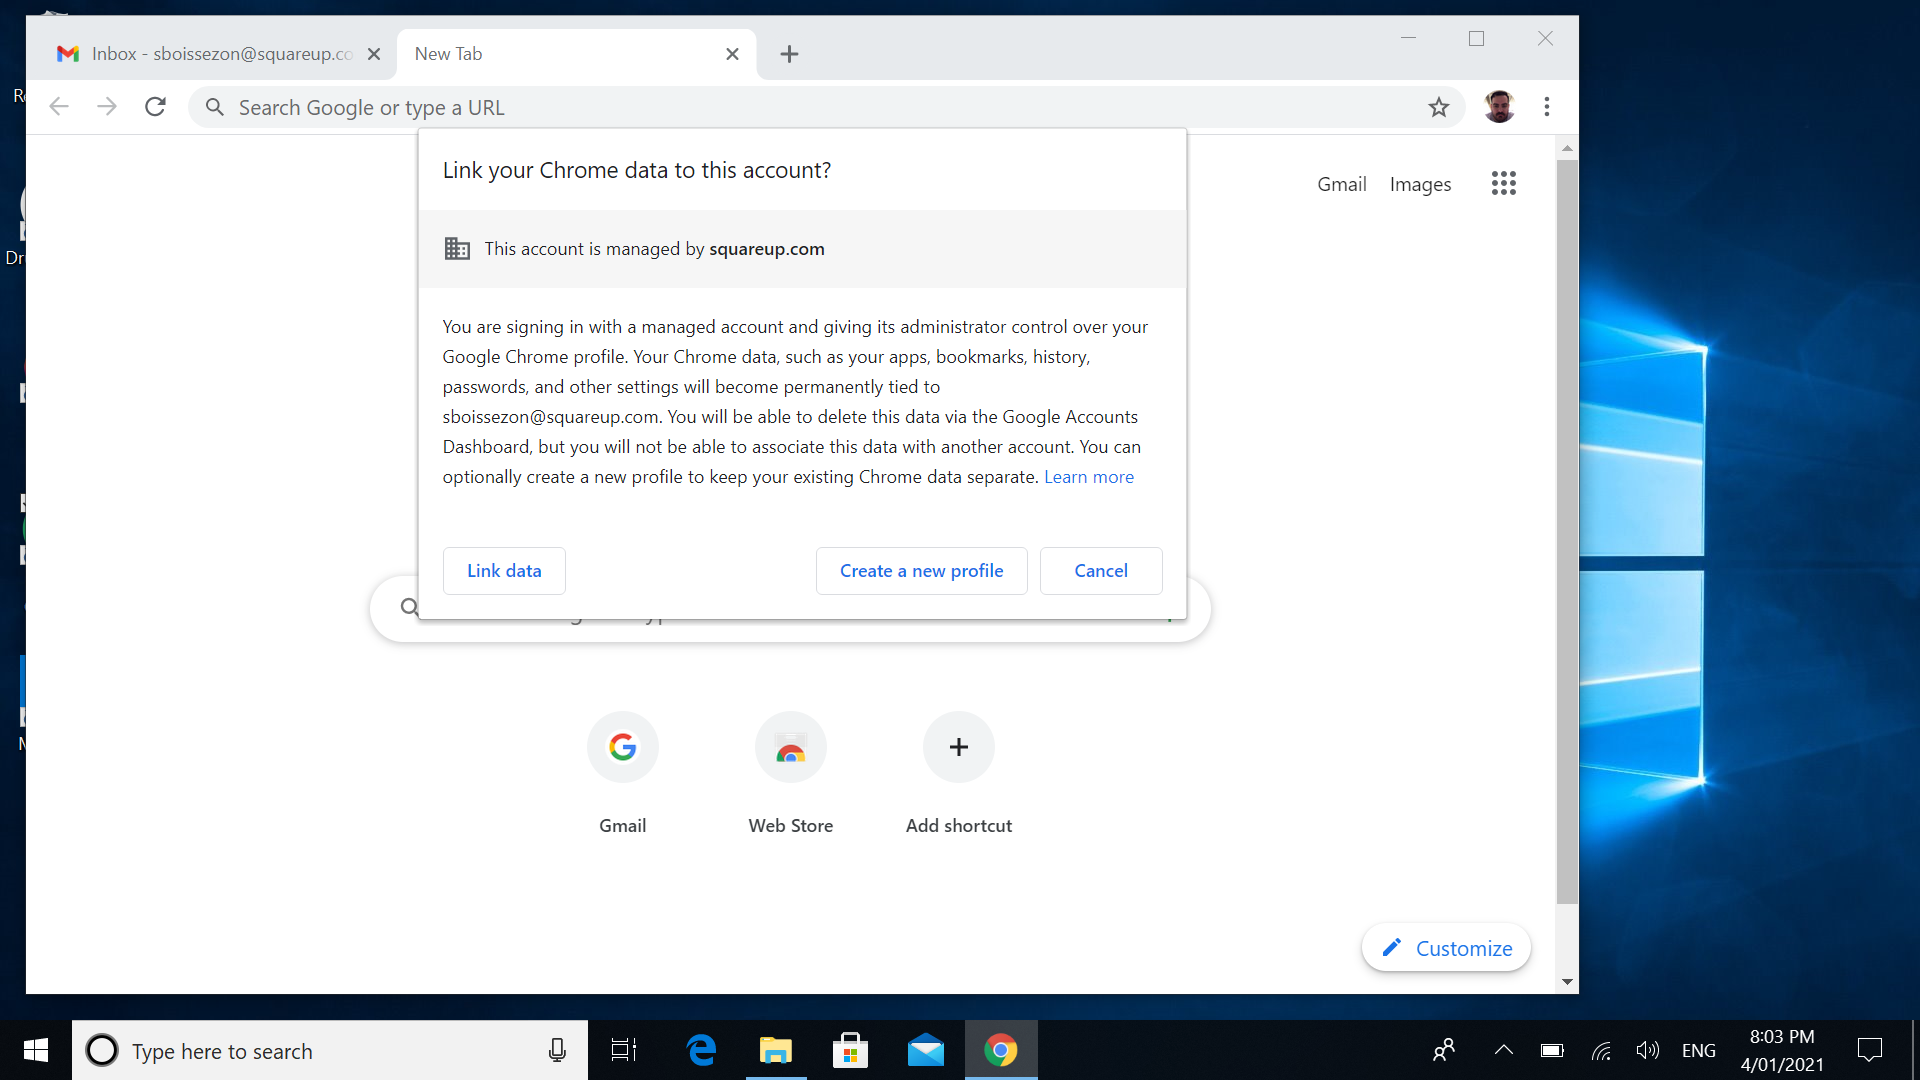 Inbox - sboissezon@squareup.co
New Tab
Search Google or type a URL
Link your Chrome data to this account?
Gmail Images
This account is managed by squareup.com
You are signing in with a managed account and giving its administrator control over your
Google Chrome profile. Your Chrome data, such as your apps, bookmarks, history,
passwords, and other settings will become permanently tied to
sboissezon@squareup.com. You will be able to delete this data via the Google Accounts
Dashboard, but you will not be able to associate this data with another account. You can
optionally create a new profile to keep your existing Chrome data separate. Learn more
Link data
Create a new profile
Cancel
Gmail
Web Store
Add shortcut
Customize
Type here to search
ENG
8:03 PM
4/01/2021